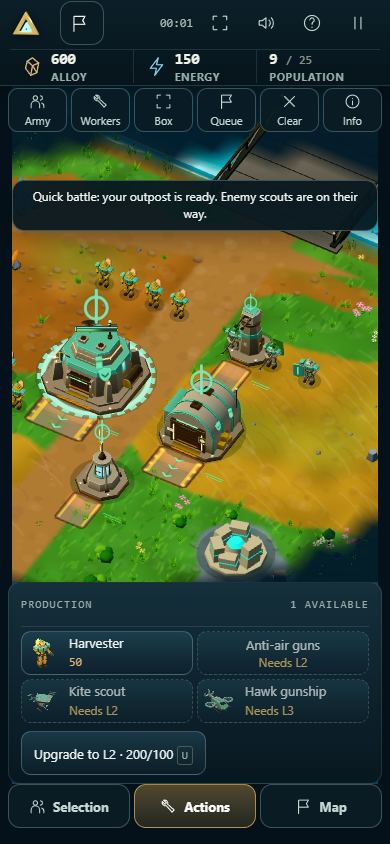 00:01
600
ALLOY
150
ENERGY
9 / 25
POPULATION
Army
Workers
Box
Queue
Clear
Info
Quick battle: your outpost is ready. Enemy scouts are on their
way.
PRODUCTION
1 AVAILABLE
Harvester
50
Anti-air guns
Needs L2
Kite scout
Needs L2
Hawk gunship
Needs L3
Upgrade to L2 · 200/100 U
Selection
Actions
Map